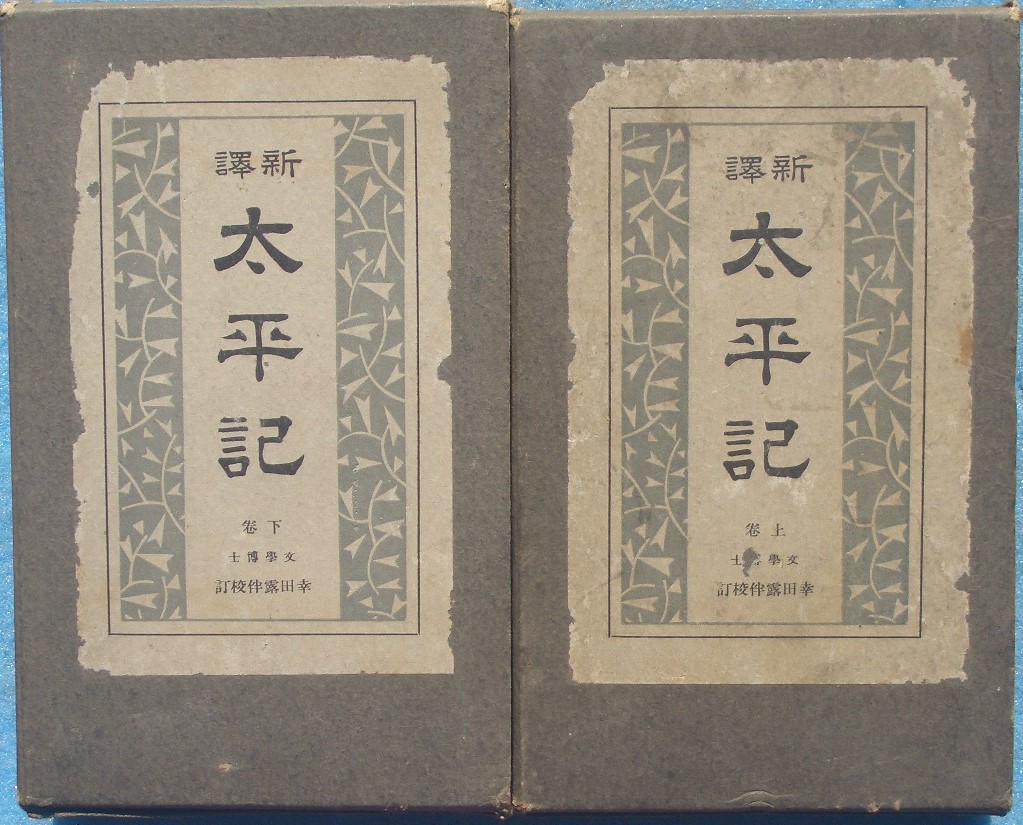 新譯
太平記
上卷
文學博士
幸田露伴校訂
新譯
太平記
下卷
文學博士
幸田露伴校訂